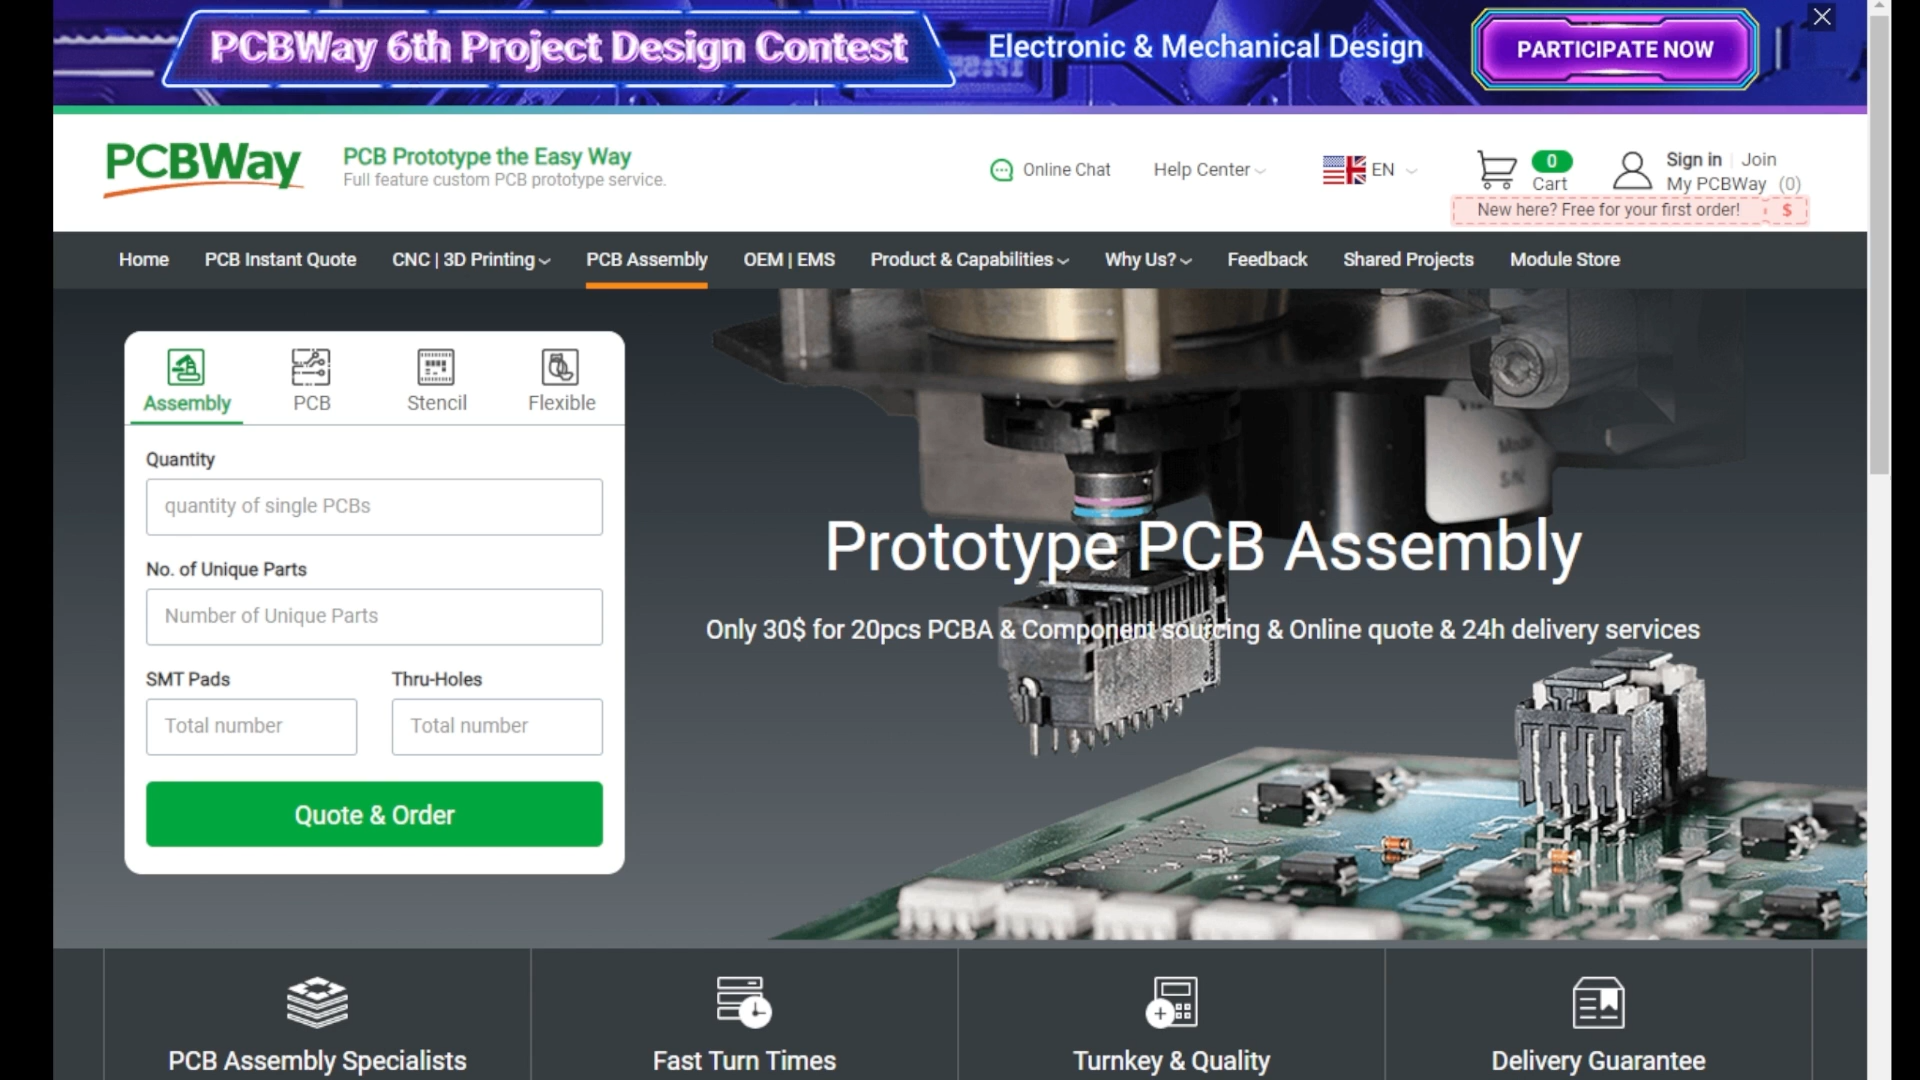 PCBWay 6th Project Design Contest
Electronic & Mechanical Design
PARTICIPATE NOW
PCBWay
PCB Prototype the Easy Way
Full feature custom PCB prototype service.
Online Chat
Help Center
EN
0
Cart
Sign in
Join
My PCBWay (0)
New here? Free for your first order! $
Home
PCB Instant Quote
CNC | 3D Printing
PCB Assembly
OEM | EMS
Product & Capabilities
Why Us?
Feedback
Shared Projects
Module Store
Assembly
PCB
Stencil
Flexible
Quantity
quantity of single PCBs
No. of Unique Parts
Number of Unique Parts
SMT Pads
Thru-Holes
Total number
Total number
Quote & Order
Prototype PCB Assembly
Only 30$ for 20pcs PCBA & Component sourcing & Online quote & 24h delivery services
PCB Assembly Specialists
Fast Turn Times
Turnkey & Quality
Delivery Guarantee